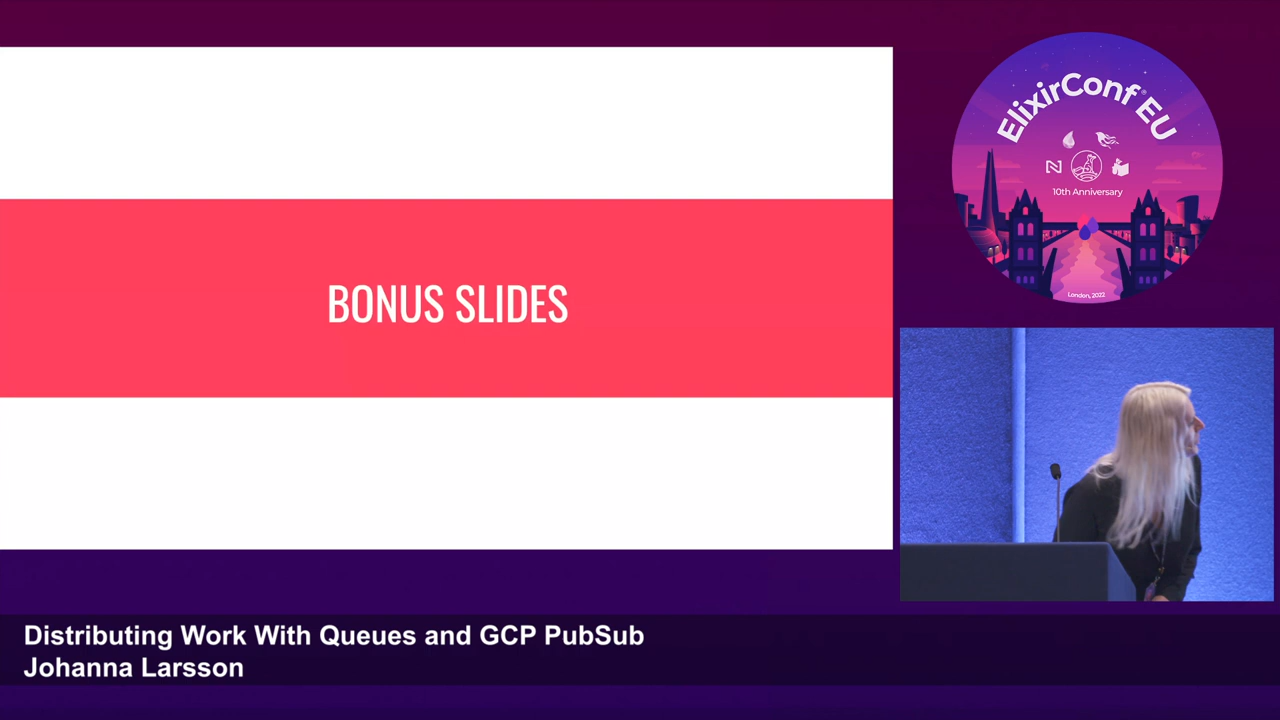 BONUS SLIDES
ElixirConf® EU
10th Anniversary
London, 2022
Distributing Work With Queues and GCP PubSub
Johanna Larsson